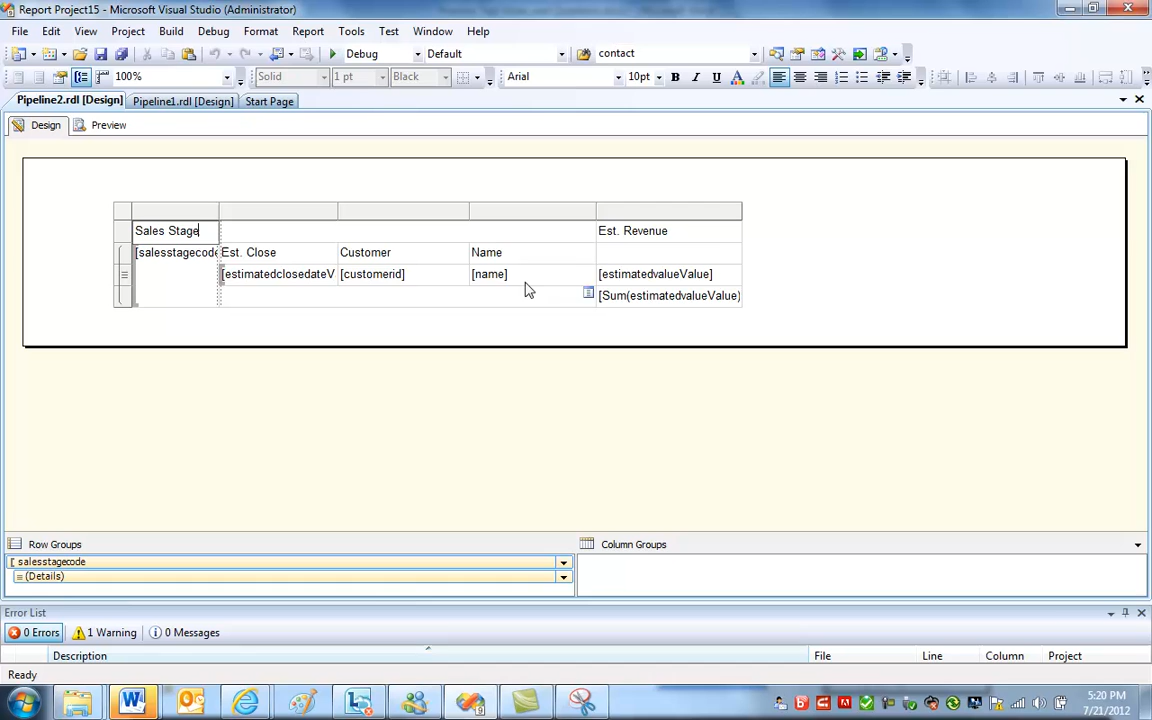 Report Project15 - Microsoft Visual Studio (Administrator)
File Edit View Project Build Debug Format Report Tools Test Window Help
Debug Default contact
100% Solid 1 pt Black Arial 10pt B I U A
Pipeline2.rdl [Design] Pipeline1.rdl [Design] Start Page
Design Preview
Sales Stage Est. Revenue
[salesstagecode Est. Close Customer Name
[estimatedclosedateV [customerid] [name] [estimatedvalueValue]
[Sum(estimatedvalueValue)
Row Groups Column Groups
salesstagecode
(Details)
Error List
0 Errors 1 Warning 0 Messages
Description File Line Column Project
Ready
5:20 PM
7/21/2012